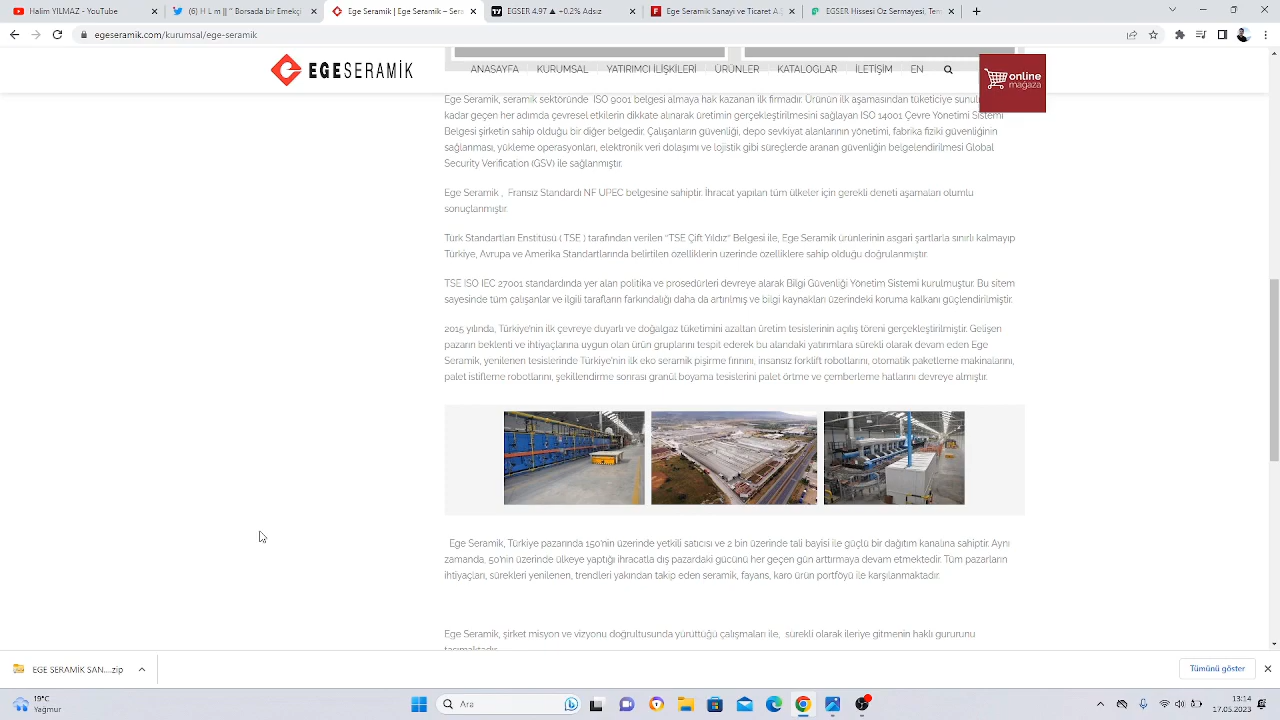 Halim YILMAZ - YouTube
(6) H L m || " Borsada bir Emekçi
Ege Seramik | Ege Seramik – Sera
EGSER 4.97 ▲ +0.2% Adsız
Ege Seramik Sanayi ve Ticaret A.Ş
EGSER Hissesi Öz Sermayesi, Tem
egeseramik.com/kurumsal/ege-seramik
EGESERAMİK
ANASAYFA
KURUMSAL
YATIRIMCI İLİŞKİLERİ
ÜRÜNLER
KATALOGLAR
İLETİŞİM
EN
online
mağaza
Ege Seramik, seramik sektöründe ISO 9001 belgesi almaya hak kazanan ilk firmadır. Ürünün ilk aşamasından tüketiciye
kadar geçen her adımda çevresel etkilerin dikkate alınarak üretimin gerçekleştirilmesini sağlayan ISO 14001 Çevre Yönetimi Sistemi
Belgesi şirketin sahip olduğu bir diğer belgedir. Çalışanların güvenliği, depo sevkiyat alanlarının yönetimi, fabrika fiziki güvenliğinin
sağlanması, yükleme operasyonları, elektronik veri dolaşımı ve lojistik gibi süreçlerde aranan güvenliğin belgelendirilmesi Global
Security Verification (GSV) ile sağlanmıştır.
Ege Seramik , Fransız Standardı NF UPEC belgesine sahiptir. İhracat yapılan tüm ülkeler için gerekli deneti aşamaları olumlu
sonuçlanmıştır.
Türk Standartları Enstitüsü ( TSE ) tarafından verilen "TSE Çift Yıldız" Belgesi ile, Ege Seramik ürünlerinin asgari şartlarla sınırlı kalmayıp
Türkiye, Avrupa ve Amerika Standartlarında belirtilen özelliklerin üzerinde özelliklere sahip olduğu doğrulanmıştır.
TSE ISO IEC 27001 standardında yer alan politika ve prosedürleri devreye alarak Bilgi Güvenliği Yönetim Sistemi kurulmuştur. Bu sitem
sayesinde tüm çalışanlar ve ilgili tarafların farkındalığı daha da artırılmış ve bilgi kaynakları üzerindeki koruma kalkanı güçlendirilmiştir.
2015 yılında, Türkiye'nin ilk çevreye duyarlı ve doğalgaz tüketimini azaltan üretim tesislerinin açılış töreni gerçekleştirilmiştir. Gelişen
pazarın beklenti ve ihtiyaçlarına uygun olan ürün gruplarını tespit ederek bu alandaki yatırımlara sürekli olarak devam eden Ege
Seramik, yenilenen tesislerinde Türkiye'nin ilk eko seramik pişirme fırınını, insansız forklift robotlarını, otomatik paketleme makinalarını,
palet istifleme robotlarını, şekillendirme sonrası granül boyama tesislerini palet örtme ve çemberleme hatlarını devreye almıştır.
Ege Seramik, Türkiye pazarında 150'nin üzerinde yetkili satıcısı ve 2 bin üzerinde tali bayisi ile güçlü bir dağıtım kanalına sahiptir. Aynı
zamanda, 50'nin üzerinde ülkeye yaptığı ihracatla dış pazardaki gücünü her geçen gün arttırmaya devam etmektedir. Tüm pazarların
ihtiyaçları, sürekleri yenilenen, trendleri yakından takip eden seramik, fayans, karo ürün portföyü ile karşılanmaktadır.
Ege Seramik, şirket misyon ve vizyonu doğrultusunda yürüttüğü çalışmaları ile, sürekli olarak ileriye gitmenin haklı gururunu
taşımaktadır.
EGE SERAMİK SAN....zip
Tümünü göster
19°C
Yağmur
Ara
13:14
17.05.2023